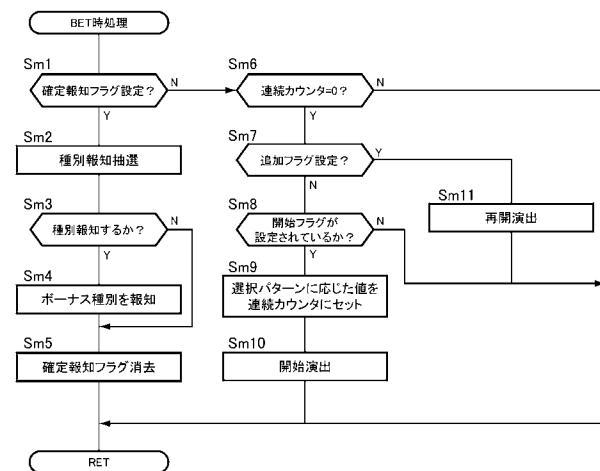 BET時処理
Sm1
確定報知フラグ設定？
N
Y
Sm2
種別報知抽選
Sm3
種別報知するか？
N
Y
Sm4
ボーナス種別を報知
Sm5
確定報知フラグ消去
RET
Sm6
連続カウンタ=0？
N
Y
Sm7
追加フラグ設定？
Y
N
Sm8
開始フラグが
設定されているか？
N
Y
Sm9
選択パターンに応じた値を
連続カウンタにセット
Sm10
開始演出
Sm11
再開演出